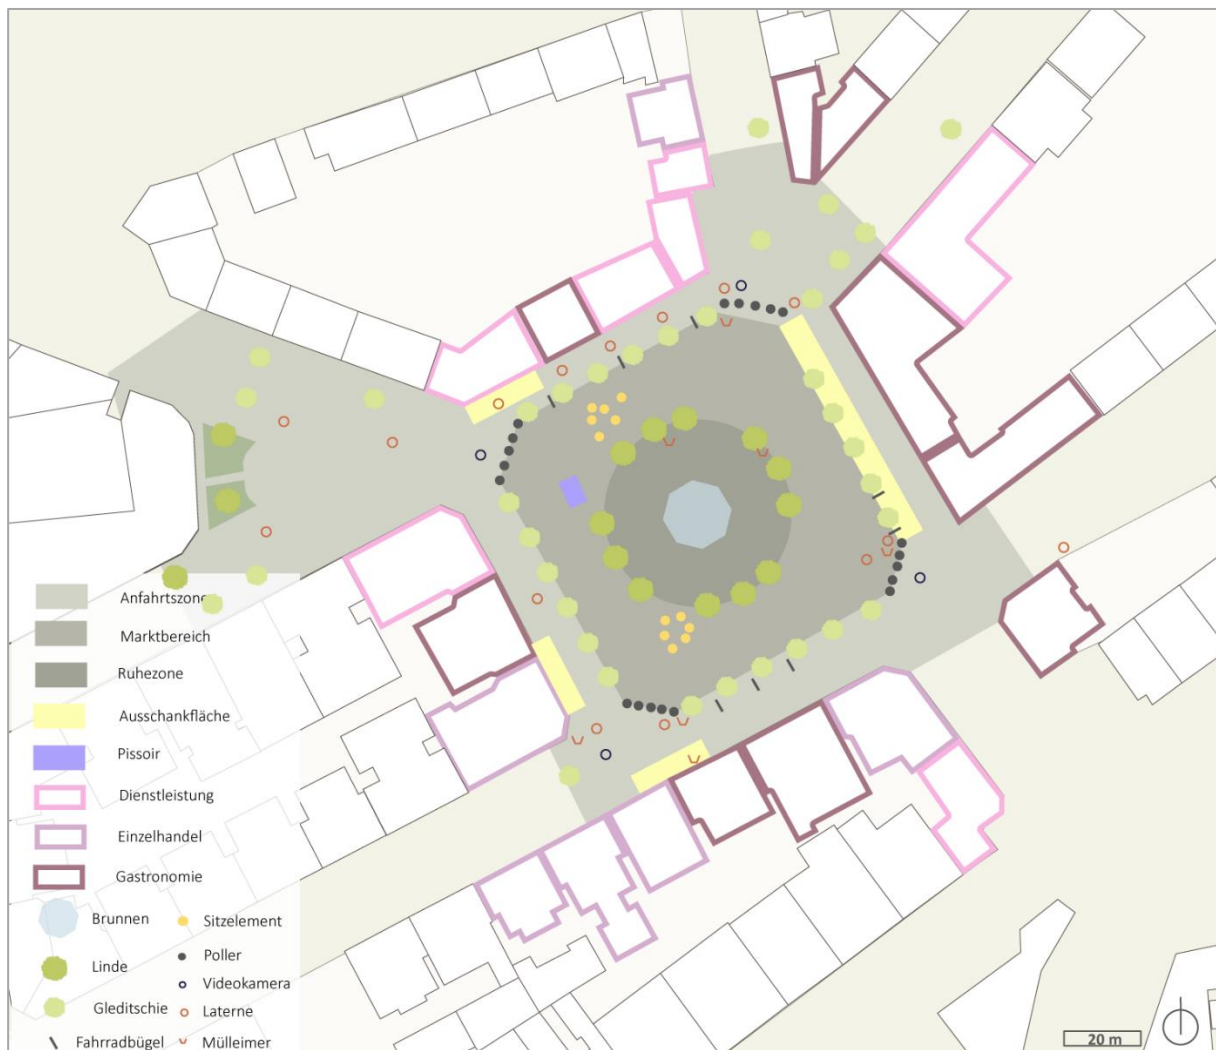 Anfahrtszone
Marktbereich
Ruhezone
Ausschankfläche
Pissoir
Dienstleistung
Einzelhandel
Gastronomie
Brunnen
Linde
Gleditschie
Fahrradbügel
Sitzelement
Poller
Videokamera
Laterne
Mülleimer
20 m